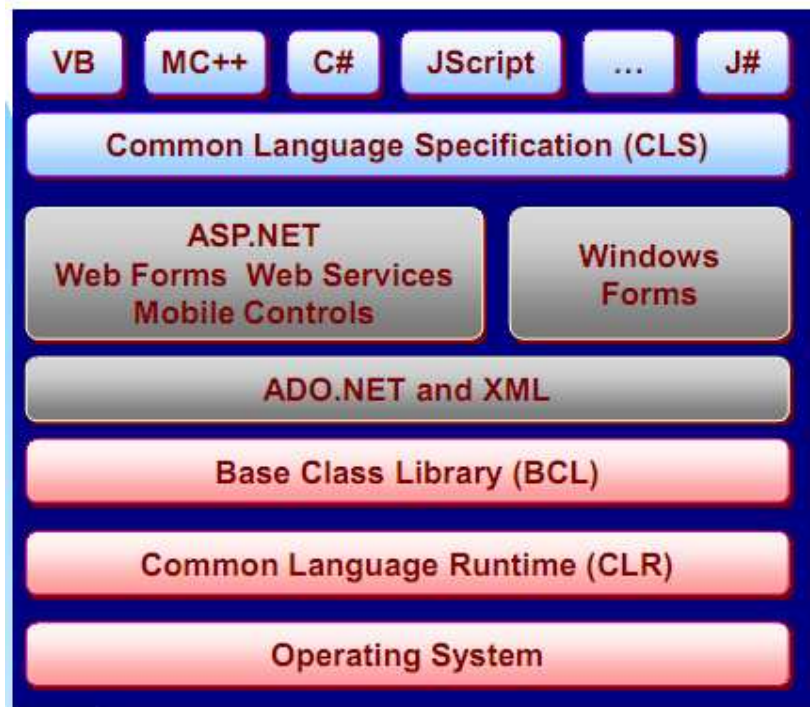 VB MC++ C# JScript ... J#
Common Language Specification (CLS)
ASP.NET
Web Forms Web Services
Mobile Controls
Windows
Forms
ADO.NET and XML
Base Class Library (BCL)
Common Language Runtime (CLR)
Operating System